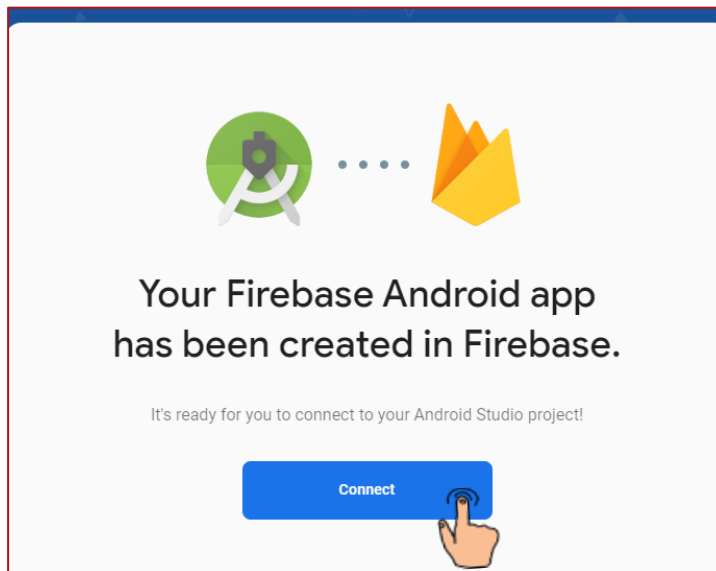 Your Firebase Android app
has been created in Firebase.
It's ready for you to connect to your Android Studio project!
Connect